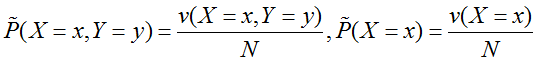 P̃(X = x, Y = y) = v(X = x, Y = y) / N , P̃(X = x) = v(X = x) / N